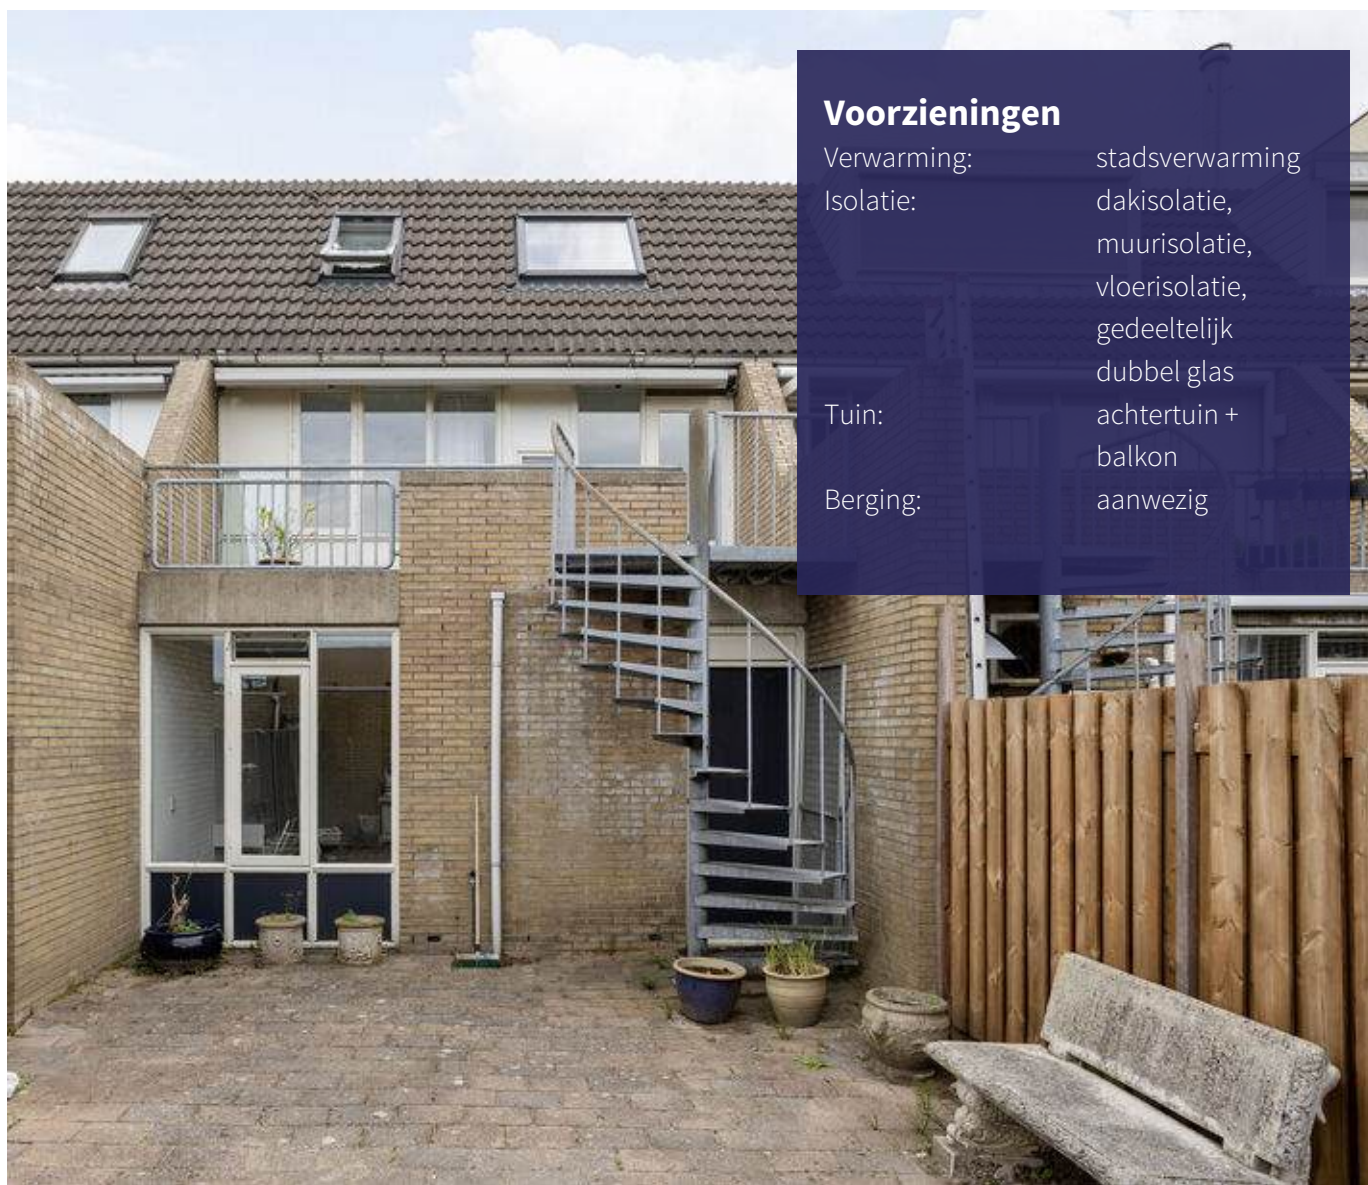 Voorzieningen
Verwarming: stadsverwarming
Isolatie: dakisolatie,
muurisolatie,
vloerisolatie,
gedeeltelijk
dubbel glas
Tuin: achtertuin +
balkon
Berging: aanwezig